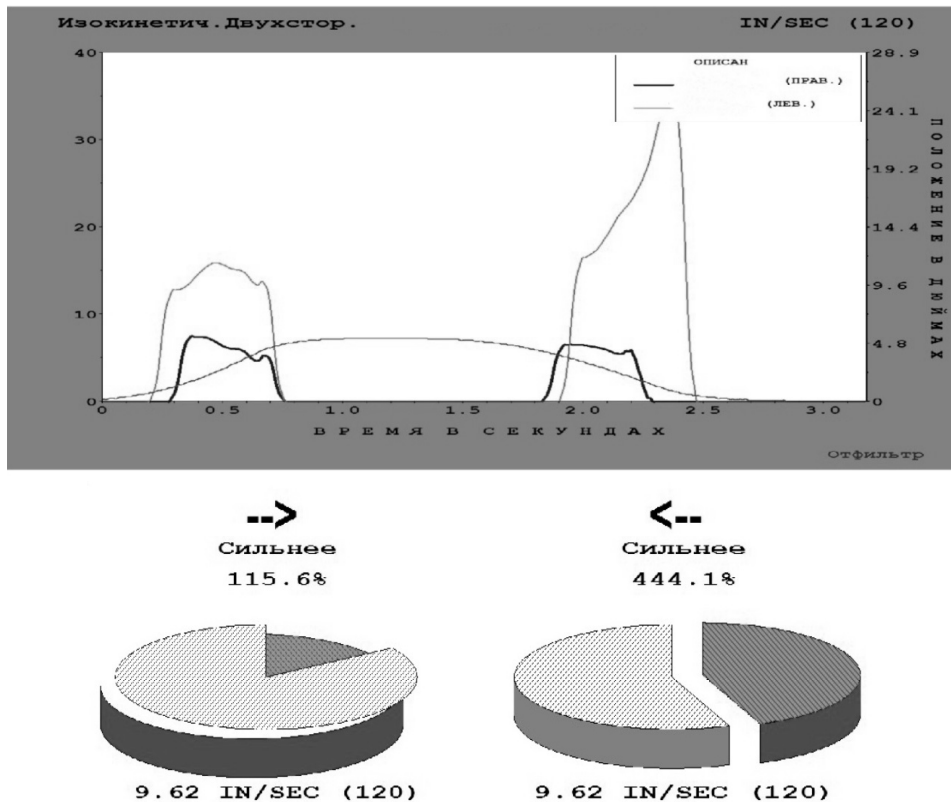 Изокинетич.Двухстор.
IN/SEC (120)
40
30
20
10
0
ОПИСАН
(ПРАВ.)
(ЛЕВ.)
28.9
24.1
19.2
14.4
9.6
4.8
0
ПОЛОЖЕНИЕ В ДЮЙМАХ
0 0.5 1.0 1.5 2.0 2.5 3.0
ВРЕМЯ В СЕКУНДАХ
Отфильтр
-->
Сильнее
115.6%
9.62 IN/SEC (120)
<--
Сильнее
444.1%
9.62 IN/SEC (120)